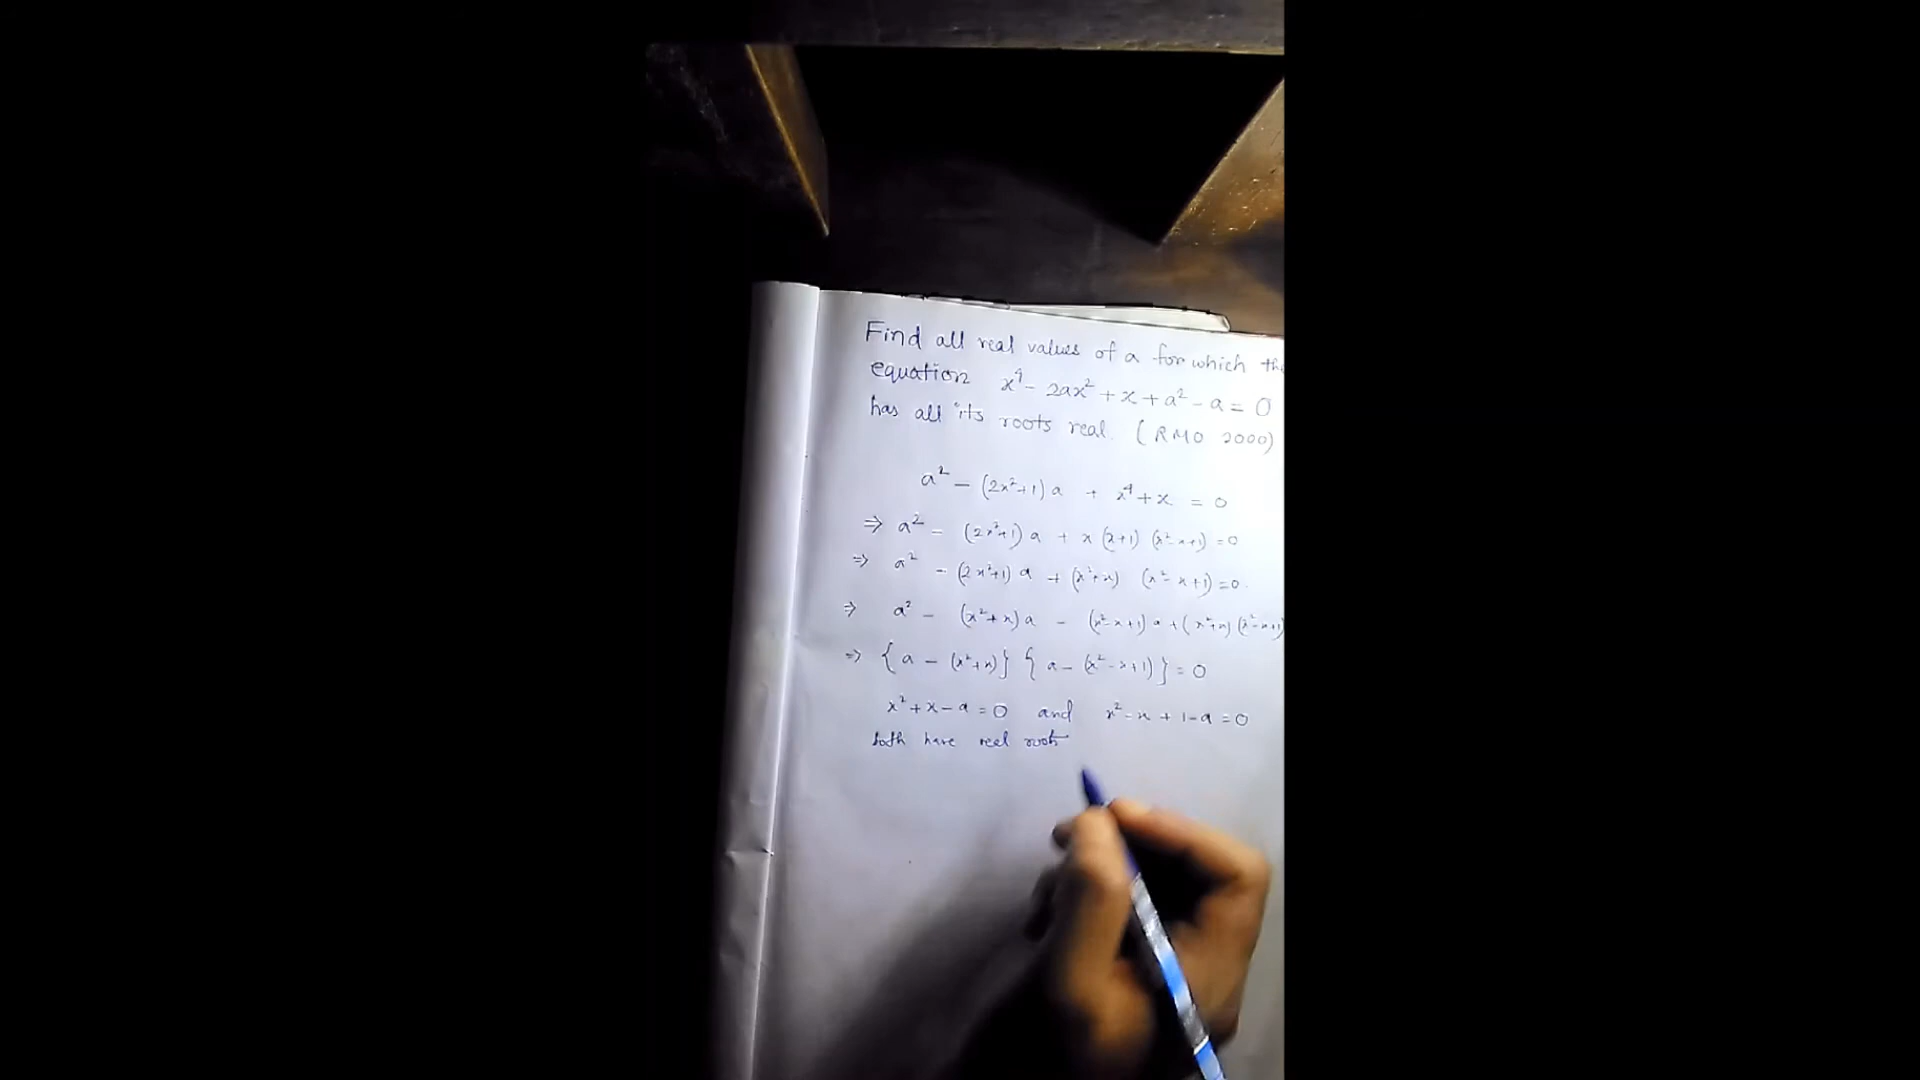 Find all real values of a for which the
equation x⁴ - 2ax² + x + a² - a = 0
has all its roots real. (RMO 2000)
a² - (2x²+1) a + x⁴+x = 0
⇒ a² - (2x²+1) a + x (x+1) (x²-x+1) = 0
⇒ a² - (2x²+1) a + (x²+x) (x²-x+1) = 0.
⇒ a² - (x²+x) a - (x²-x+1) a + (x²+x) (x²-x+1)
⇒ {a - (x²+x)} {a - (x²-x+1)} = 0
x²+x-a = 0 and x²-x+1-a = 0
both have real roots